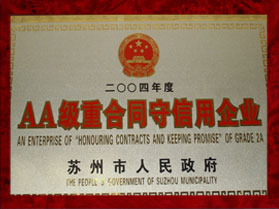 二〇〇四年度
AA级重合同守信用企业
AN ENTERPRISE OF "HONOURING CONTRACTS AND KEEPING PROMISE" OF GRADE 2A
苏州市人民政府
THE PEOPLE'S GOVERNMENT OF SUZHOU MUNICIPALITY